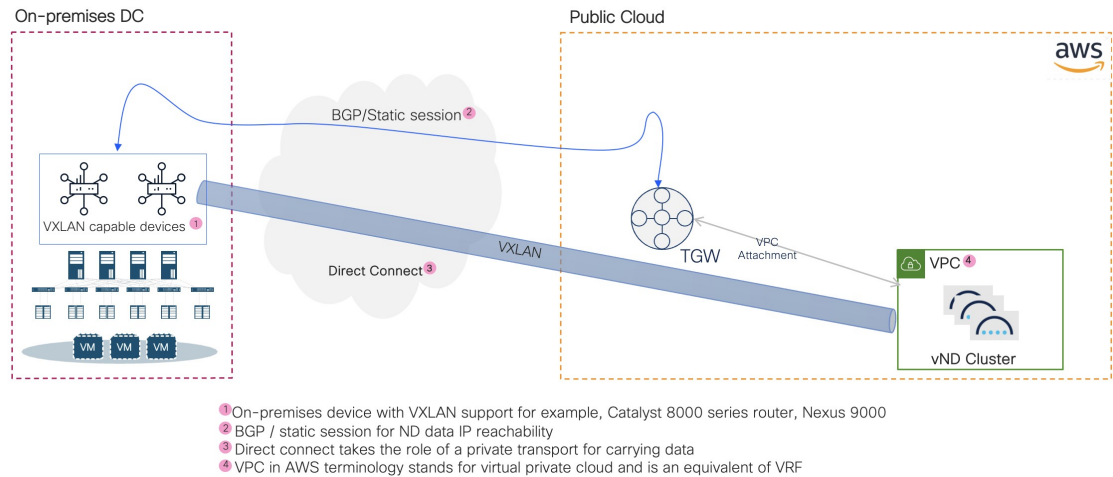 On-premises DC
Public Cloud
aws
BGP/Static session 2
VXLAN capable devices 1
VXLAN
Direct Connect 3
TGW
VPC
Attachment
VPC 4
vND Cluster
VM VM VM
1 On-premises device with VXLAN support for example, Catalyst 8000 series router, Nexus 9000
2 BGP / static session for ND data IP reachability
3 Direct connect takes the role of a private transport for carrying data
4 VPC in AWS terminology stands for virtual private cloud and is an equivalent of VRF